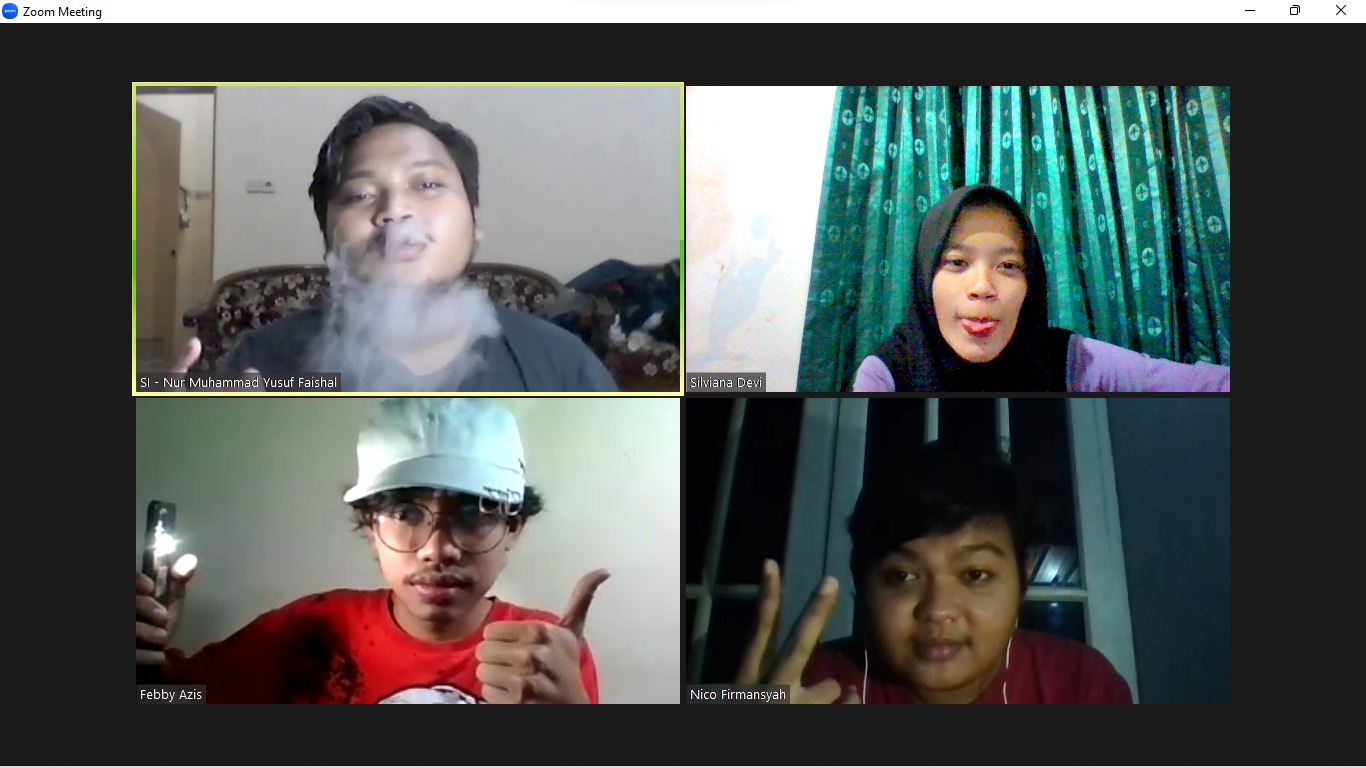 Zoom Meeting
SI - Nur Muhammad Yusuf Faishal
Silviana Devi
Febby Azis
Nico Firmansyah